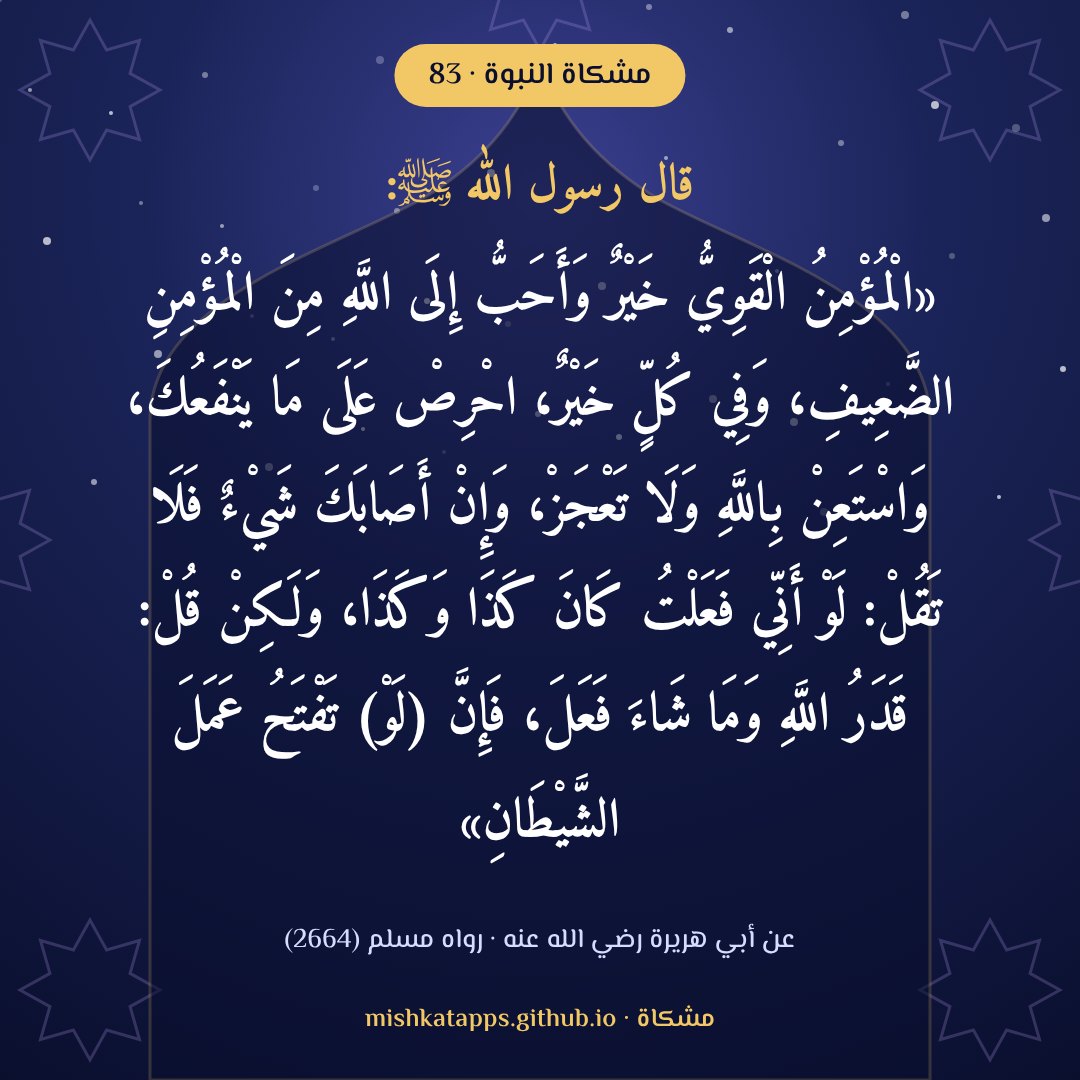 مشكاة النبوة · 83
قال رسول الله ﷺ:
«الْمُؤْمِنُ الْقَوِيُّ خَيْرٌ وَأَحَبُّ إِلَى اللَّهِ مِنَ الْمُؤْمِنِ
الضَّعِيفِ، وَفِي كُلٍّ خَيْرٌ، احْرِصْ عَلَى مَا يَنْفَعُكَ،
وَاسْتَعِنْ بِاللَّهِ وَلَا تَعْجَزْ، وَإِنْ أَصَابَكَ شَيْءٌ فَلَا
تَقُلْ: لَوْ أَنِّي فَعَلْتُ كَانَ كَذَا وَكَذَا، وَلَكِنْ قُلْ:
قَدَرُ اللَّهِ وَمَا شَاءَ فَعَلَ، فَإِنَّ (لَوْ) تَفْتَحُ عَمَلَ
الشَّيْطَانِ»
عن أبي هريرة رضي الله عنه · رواه مسلم (2664)
مشكاة · mishkatapps.github.io